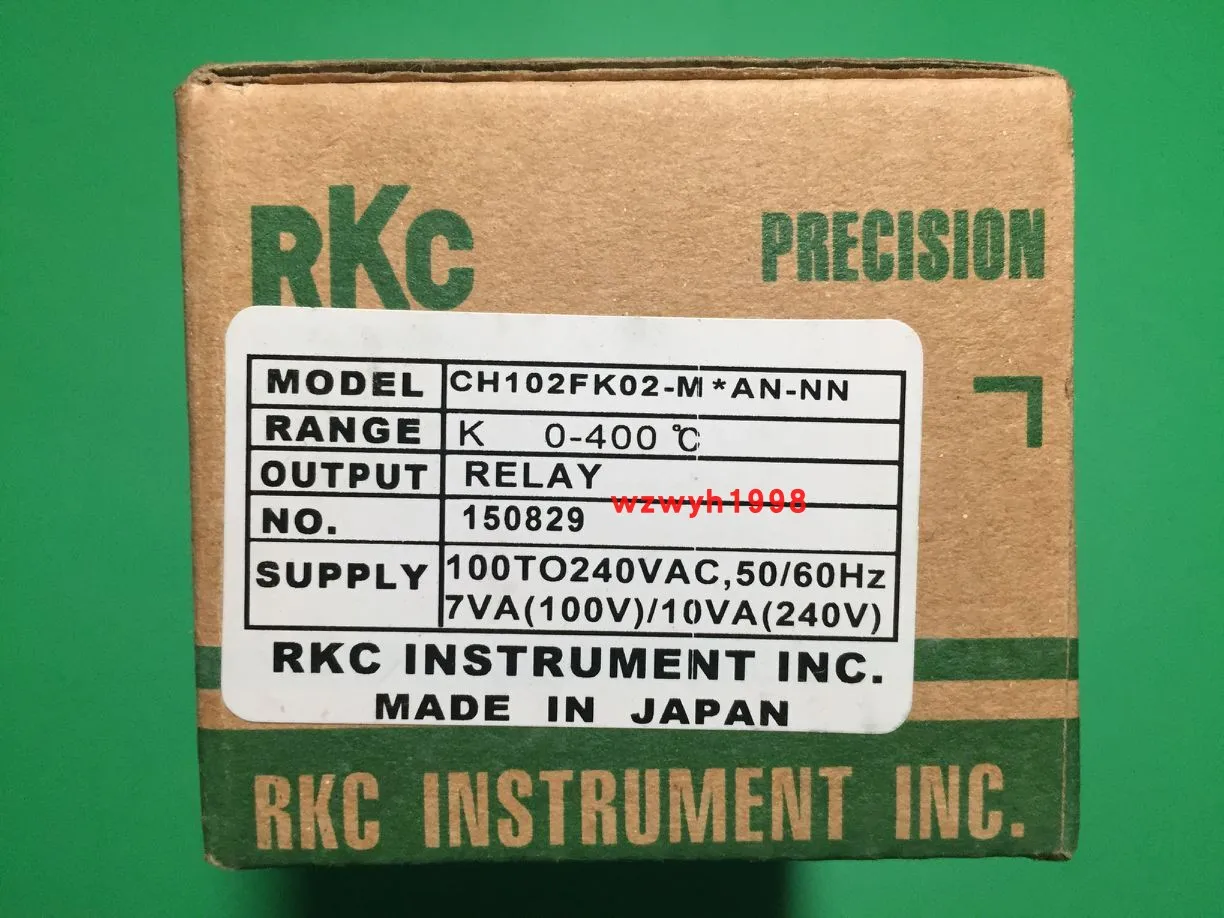 RKC
PRECISION
MODEL CH102FK02-M*AN-NN
RANGE K 0-400 ℃
OUTPUT RELAY
wzwyh1998
NO. 150829
SUPPLY 100TO240VAC,50/60Hz
7VA(100V)/10VA(240V)
RKC INSTRUMENT INC.
MADE IN JAPAN
RKC INSTRUMENT INC.